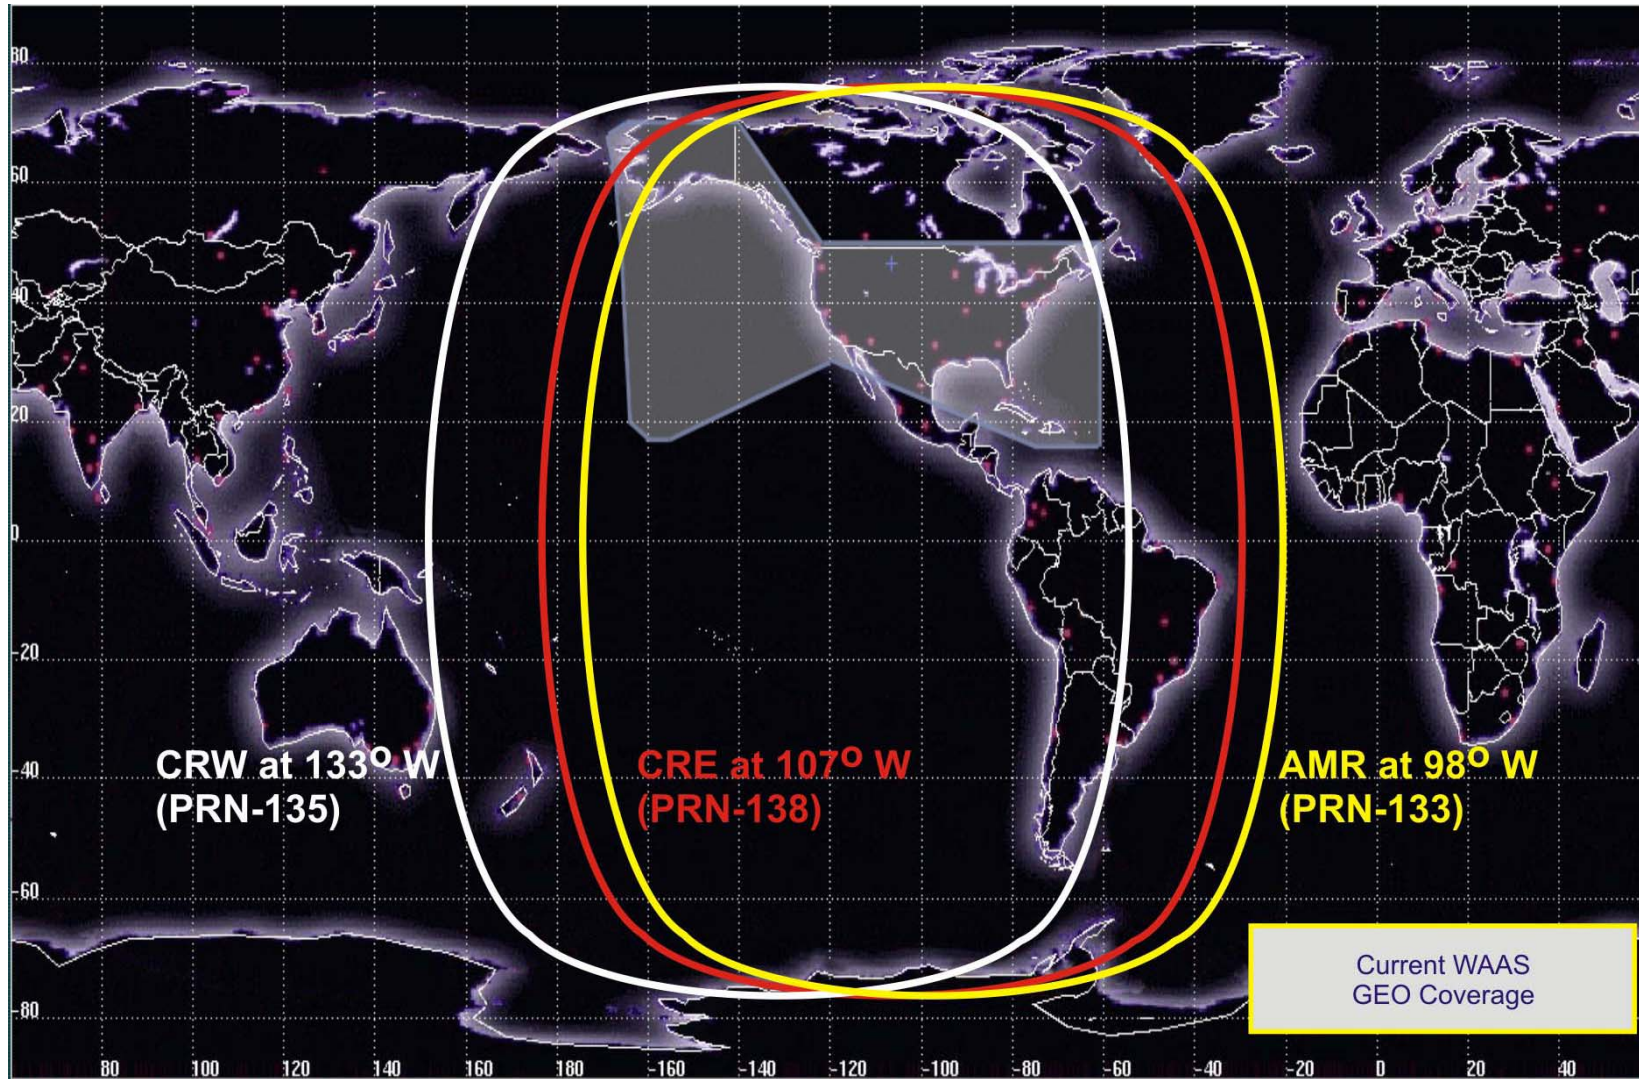 80
60
40
20
0
-20
-40
-60
-80
CRW at 133° W
(PRN-135)
CRE at 107° W
(PRN-138)
AMR at 98° W
(PRN-133)
Current WAAS
GEO Coverage
80 100 120 140 160 180 -160 -140 -120 -100 -80 -60 -40 -20 0 20 40